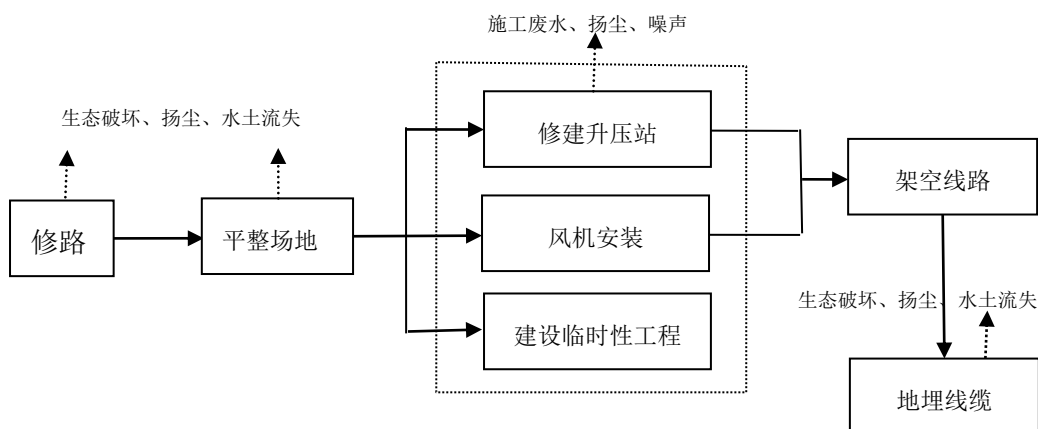 施工废水、扬尘、噪声
生态破坏、扬尘、水土流失
修建升压站
架空线路
修路
平整场地
风机安装
生态破坏、扬尘、水土流失
建设临时性工程
地埋线缆